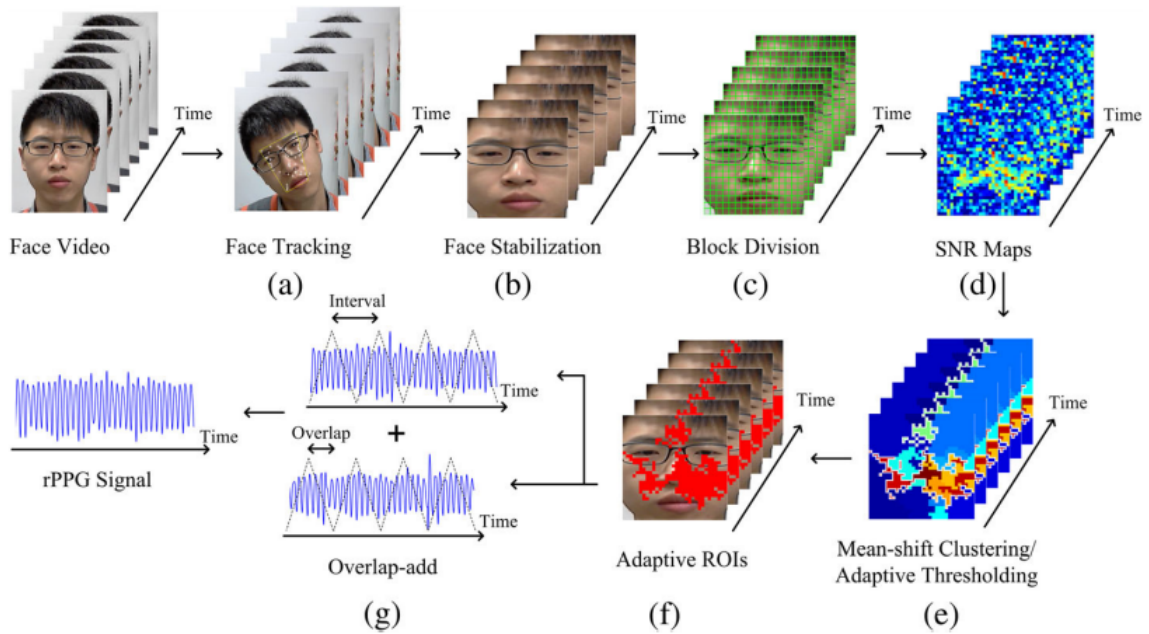 Time
Time
Time
Time
Time
Face Video
Face Tracking
Face Stabilization
Block Division
SNR Maps
(a)
(b)
(c)
(d)
Interval
Time
Time
Time
Time
Overlap
+
rPPG Signal
Time
Overlap-add
Adaptive ROIs
Mean-shift Clustering/
Adaptive Thresholding
(g)
(f)
(e)